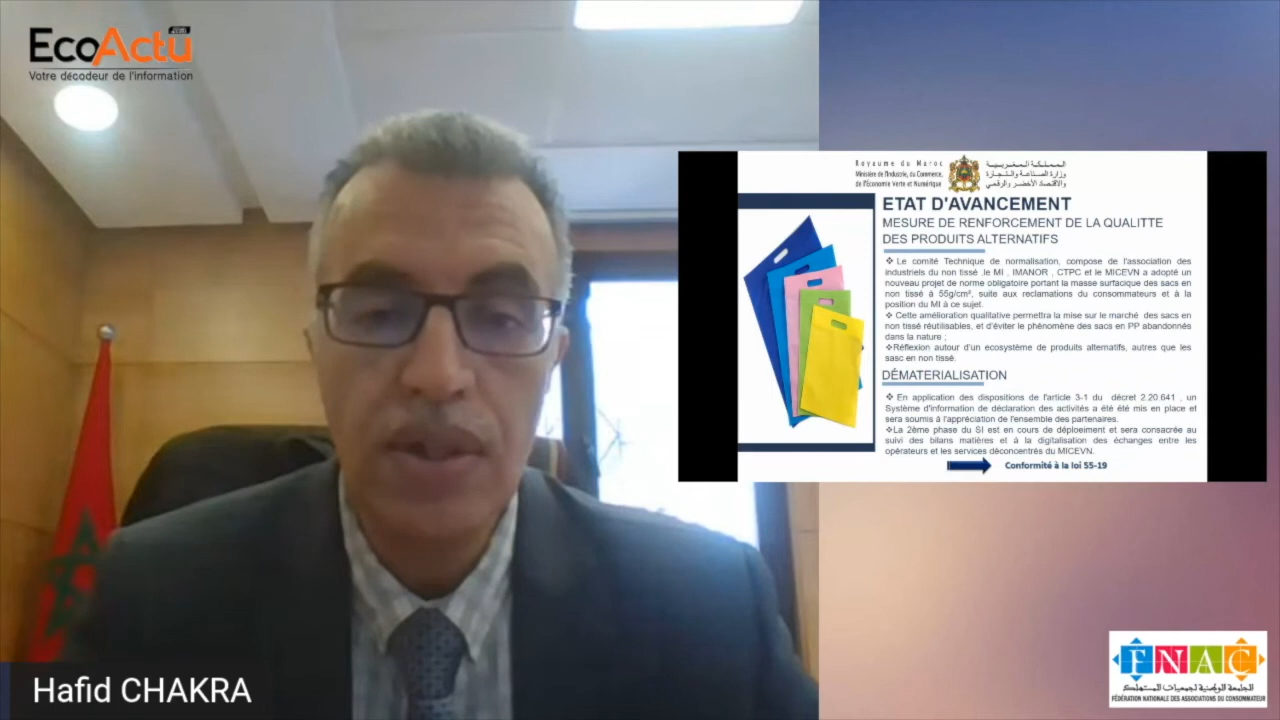 EcoActu
Votre décodeur de l'information
Royaume du Maroc
Ministère de l'Industrie, du Commerce,
de l'Économie Verte et Numérique
المـملـكـة الـمـغـربـيـة
وزارة الصناعة والتجارة
والاقتصاد الأخضر والرقمي
ETAT D'AVANCEMENT
MESURE DE RENFORCEMENT DE LA QUALITTE
DES PRODUITS ALTERNATIFS
❖ Le comité Technique de normalisation, compose de l'association des
industriels du non tissé ,le MI , IMANOR , CTPC et le MICEVN a adopté un
nouveau projet de norme obligatoire portant la masse surfacique des sacs en
non tissé à 55g/cm², suite aux reclamations du consommateurs et à la
position du MI à ce sujet.
❖ Cette amélioration qualitative permettra la mise sur le marché des sacs en
non tissé réutilisables, et d'éviter le phénomène des sacs en PP abandonnés
dans la nature ;
❖Réflexion autour d'un ecosystème de produits alternatifs, autres que les
sasc en non tissé.
DÉMATERIALISATION
❖ En application des dispositions de l'article 3-1 du décret 2.20.641 , un
Système d'information de déclaration des activités a été été mis en place et
sera soumis à l'appréciation de l'ensemble des partenaires.
❖La 2ème phase du SI est en cours de déploeiment et sera consacrée au
suivi des bilans matières et à la digitalisation des échanges entre les
opérateurs et les services dèconcentrés du MICEVN.
Conformité à la loi 55-19
Hafid CHAKRA
FNAC
الجامعة الوطنية لجمعيات المستهلك
FÉDÉRATION NATIONALE DES ASSOCIATIONS DU CONSOMMATEUR